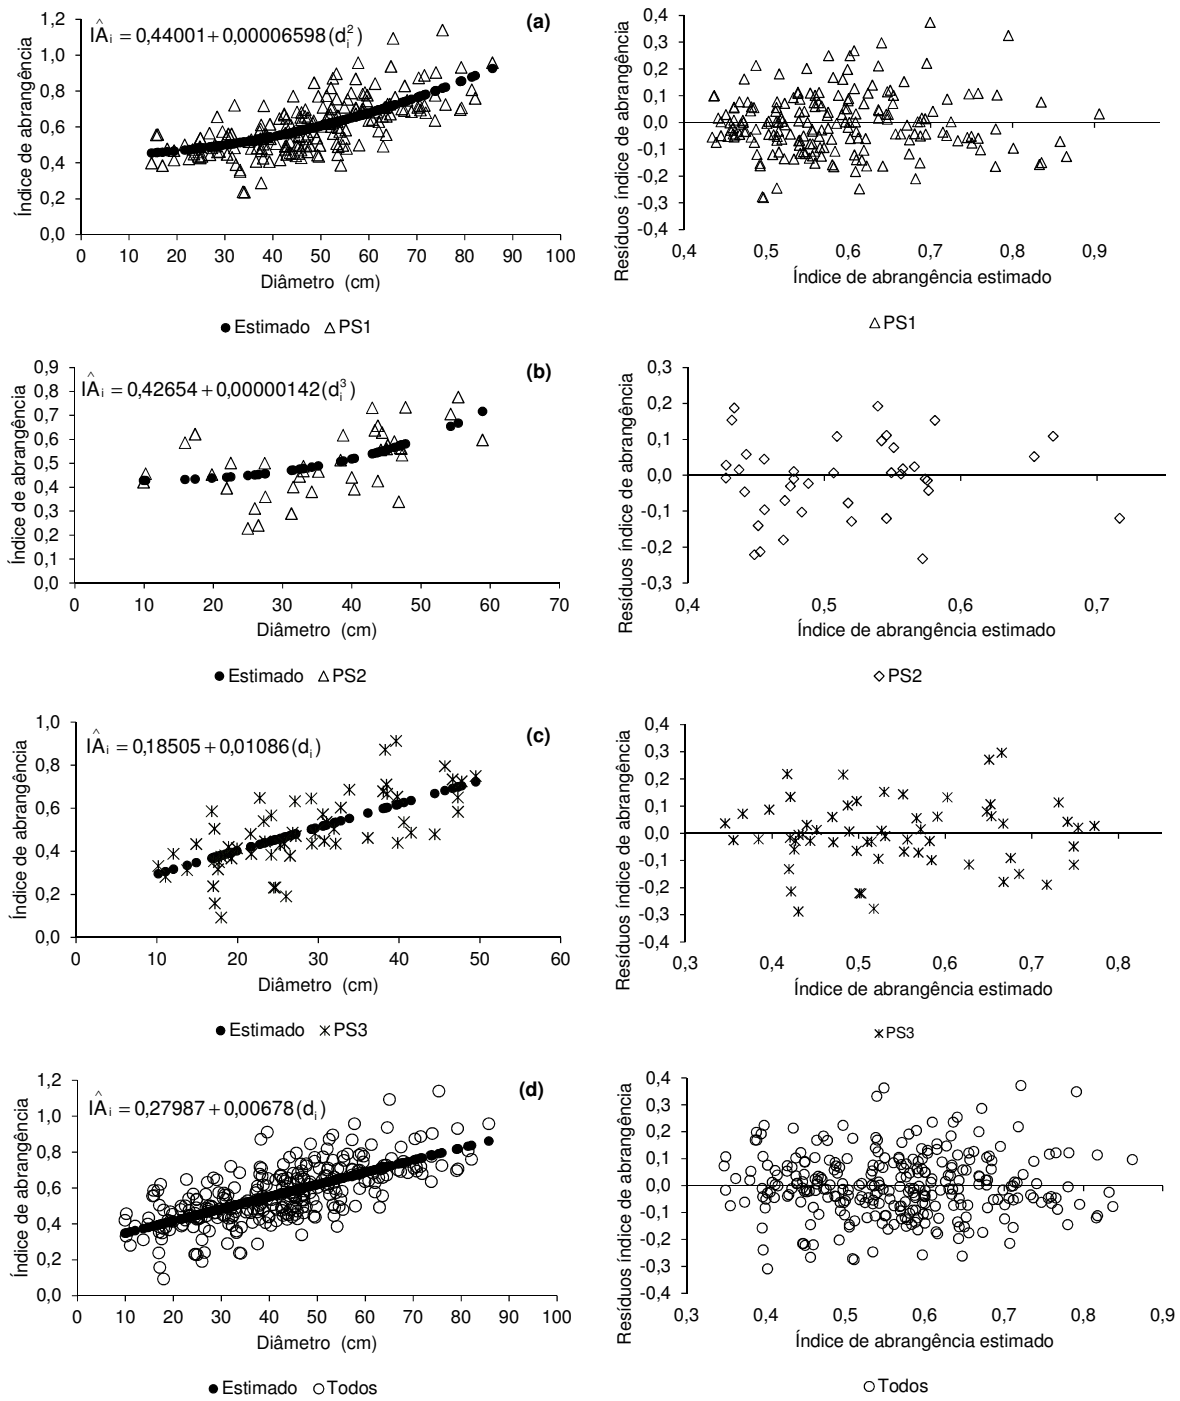 (a)
ÎA i = 0,44001 + 0,00006598 (d_i^2)
Índice de abrangência
1,2
1,0
0,8
0,6
0,4
0,2
0,0
0 10 20 30 40 50 60 70 80 90 100
Diâmetro (cm)
● Estimado △ PS1
Resíduos índice de abrangência
0,4
0,3
0,2
0,1
0,0
-0,1
-0,2
-0,3
-0,4
0,4 0,5 0,6 0,7 0,8 0,9
Índice de abrangência estimado
△ PS1
(b)
ÎA i = 0,42654 + 0,00000142 (d_i^3)
Índice de abrangência
0,9
0,8
0,7
0,6
0,5
0,4
0,3
0,2
0,1
0,0
0 10 20 30 40 50 60 70
Diâmetro (cm)
● Estimado △ PS2
Resíduos índice de abrangência
0,3
0,2
0,1
0,0
-0,1
-0,2
-0,3
0,4 0,5 0,6 0,7
Índice de abrangência estimado
◇ PS2
(c)
ÎA i = 0,18505 + 0,01086 (d_i)
Índice de abrangência
1,0
0,8
0,6
0,4
0,2
0,0
0 10 20 30 40 50 60
Diâmetro (cm)
● Estimado ж PS3
Resíduos índice de abrangência
0,4
0,3
0,2
0,1
0,0
-0,1
-0,2
-0,3
-0,4
0,3 0,4 0,5 0,6 0,7 0,8
Índice de abrangência estimado
ж PS3
(d)
ÎA i = 0,27987 + 0,00678 (d_i)
Índice de abrangência
1,2
1,0
0,8
0,6
0,4
0,2
0,0
0 10 20 30 40 50 60 70 80 90 100
Diâmetro (cm)
● Estimado ○ Todos
Resíduos índice de abrangência
0,4
0,3
0,2
0,1
0,0
-0,1
-0,2
-0,3
-0,4
0,3 0,4 0,5 0,6 0,7 0,8 0,9
Índice de abrangência estimado
○ Todos